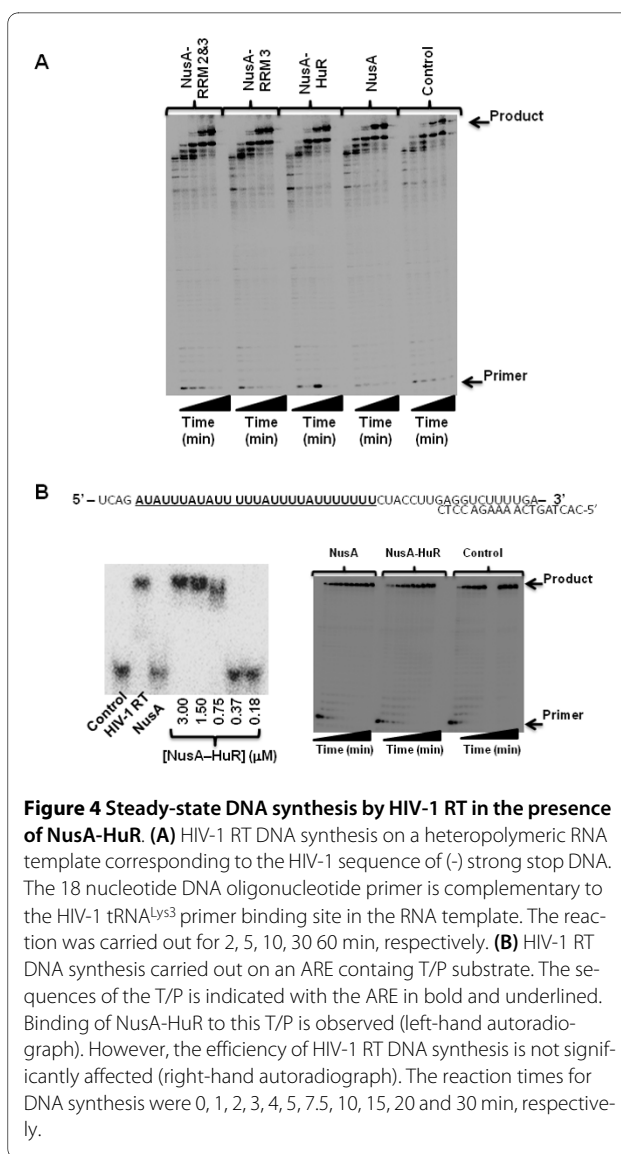 A
NusA-
RRM 2&3
NusA-
RRM 3
NusA-
HuR
NusA
Control
Product
Primer
Time
(min)
Time
(min)
Time
(min)
Time
(min)
Time
(min)
B
5' – UCAG AUAUUUAUAUU UUUAUUUUAUUUUUUUCUACCUUGAGGUCUUUUGA– 3'
CTCC AGAAA ACTGATCAC-5'
NusA
NusA-HuR
Control
Product
Primer
Control
HIV-1 RT
NusA
3.00
1.50
0.75
0.37
0.18
[NusA–HuR] (μM)
Time (min)
Time (min)
Time (min)
Figure 4 Steady-state DNA synthesis by HIV-1 RT in the presence
of NusA-HuR. (A) HIV-1 RT DNA synthesis on a heteropolymeric RNA
template corresponding to the HIV-1 sequence of (-) strong stop DNA.
The 18 nucleotide DNA oligonucleotide primer is complementary to
the HIV-1 tRNALys3 primer binding site in the RNA template. The reac-
tion was carried out for 2, 5, 10, 30 60 min, respectively. (B) HIV-1 RT
DNA synthesis carried out on an ARE containg T/P substrate. The se-
quences of the T/P is indicated with the ARE in bold and underlined.
Binding of NusA-HuR to this T/P is observed (left-hand autoradio-
graph). However, the efficiency of HIV-1 RT DNA synthesis is not signif-
icantly affected (right-hand autoradiograph). The reaction times for
DNA synthesis were 0, 1, 2, 3, 4, 5, 7.5, 10, 15, 20 and 30 min, respective-
ly.